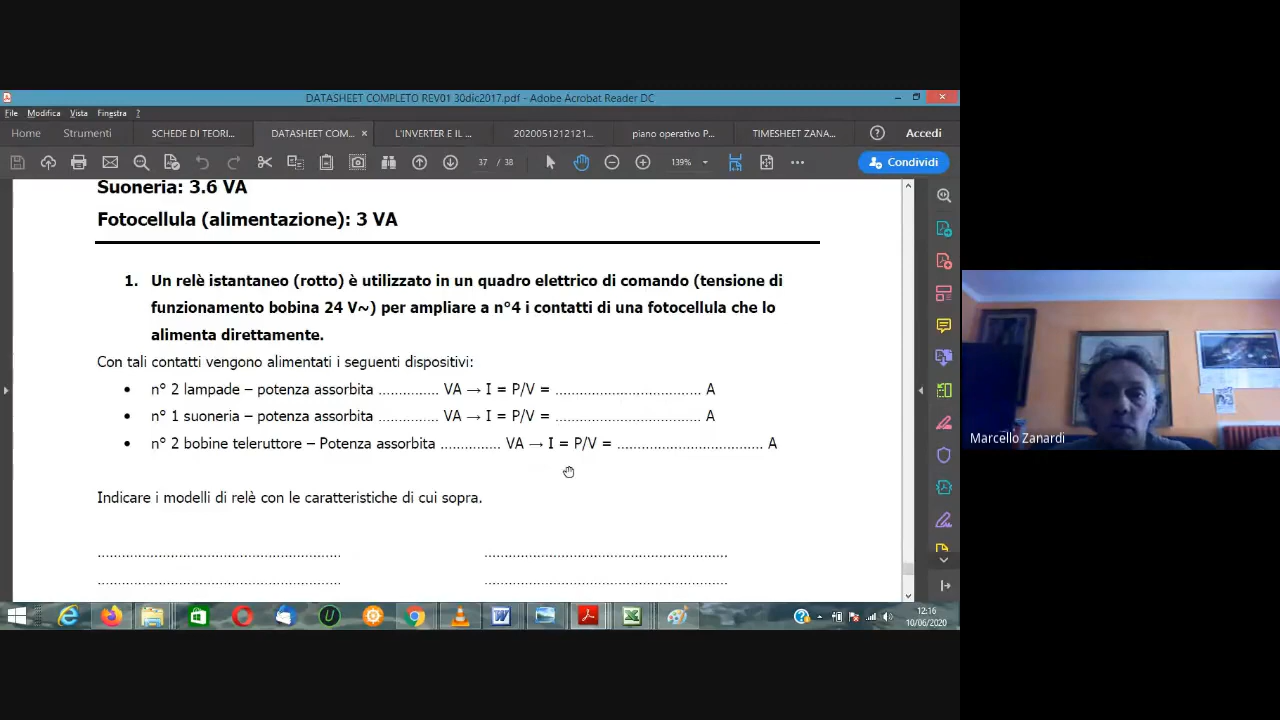 DATASHEET COMPLETO REV01 30dic2017.pdf - Adobe Acrobat Reader DC
File Modifica Vista Finestra ?
Home Strumenti SCHEDE DI TEORI... DATASHEET COM... × L'INVERTER E IL ... 2020051212121... piano operativo P... TIMESHEET ZANA... Accedi
37 / 38 139% Condividi
Suoneria: 3.6 VA
Fotocellula (alimentazione): 3 VA
1. Un relè istantaneo (rotto) è utilizzato in un quadro elettrico di comando (tensione di
funzionamento bobina 24 V~) per ampliare a n°4 i contatti di una fotocellula che lo
alimenta direttamente.
Con tali contatti vengono alimentati i seguenti dispositivi:
• n° 2 lampade – potenza assorbita .............. VA → I = P/V = ................................... A
• n° 1 suoneria – potenza assorbita .............. VA → I = P/V = ................................... A
• n° 2 bobine teleruttore – Potenza assorbita .............. VA → I = P/V = ................................... A
Marcello Zanardi
Indicare i modelli di relè con le caratteristiche di cui sopra.
.......................................................... ..........................................................
.......................................................... ..........................................................
12:16
10/06/2020